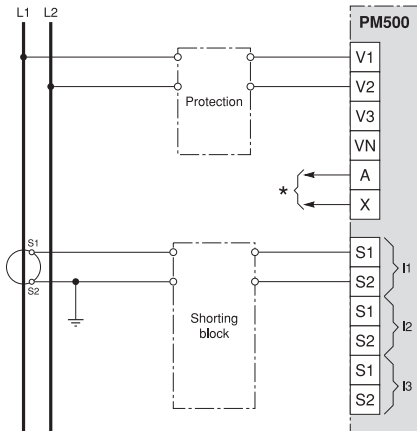 L1 L2
PM500
V1
V2
Protection
V3
VN
A
*
X
S1
S1
I1
S2
S2
S1
I2
Shorting
block
S2
S1
I3
S2